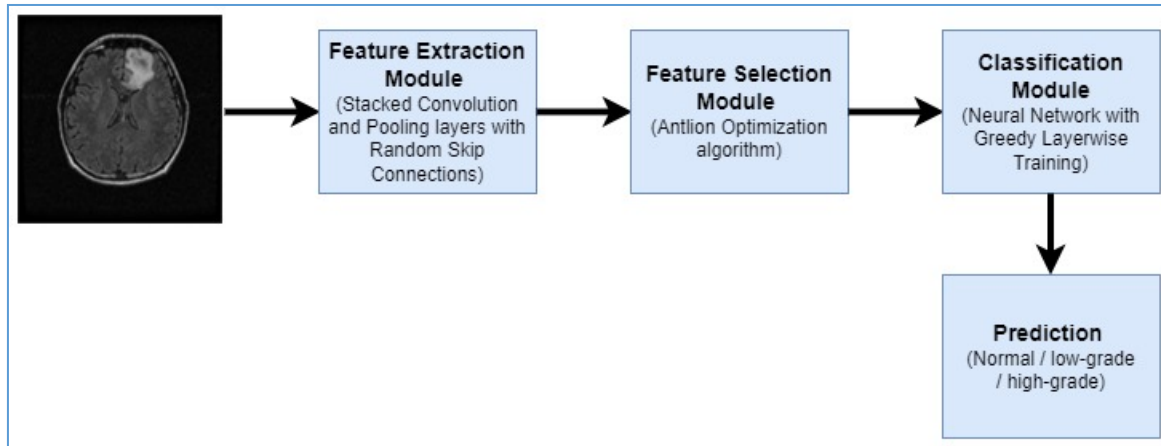 Feature Extraction
Module
(Stacked Convolution
and Pooling layers with
Random Skip
Connections)
Feature Selection
Module
(Antlion Optimization
algorithm)
Classification
Module
(Neural Network with
Greedy Layerwise
Training)
Prediction
(Normal / low-grade
/ high-grade)